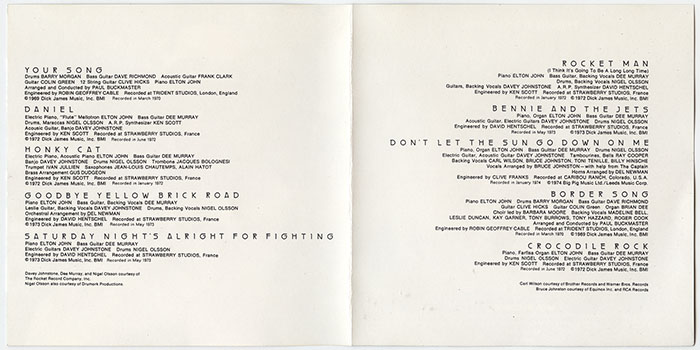 YOUR SONG
Drums BARRY MORGAN Bass Guitar DAVE RICHMOND Acoustic Guitar FRANK CLARK
Guitar COLIN GREEN 12 String Guitar CLIVE HICKS Piano ELTON JOHN
Arranged and Conducted by PAUL BUCKMASTER
Engineered by ROBIN GEOFFREY CABLE Recorded at TRIDENT STUDIOS, London, England
©1969 Dick James Music, Inc. BMI Recorded in March 1970
DANIEL
Electric Piano, "Flute" Mellotron ELTON JOHN Bass Guitar DEE MURRAY
Drums, Maraccas NIGEL OLSSON A.R.P. Synthesizer KEN SCOTT
Acoustic Guitar, Banjo DAVEY JOHNSTONE
Engineered by KEN SCOTT Recorded at STRAWBERRY STUDIOS, France
©1972 Dick James Music, Inc. BMI Recorded in June 1972
HONKY CAT
Electric Piano, Acoustic Piano ELTON JOHN Bass Guitar DEE MURRAY
Banjo DAVEY JOHNSTONE Drums NIGEL OLSSON Trombone JACQUES BOLOGNESI
Trumpet IVAN JULLIEN Saxophones JEAN-LOUIS CHAUTEMPS, ALAIN HATOT
Brass Arrangement GUS DUDGEON
Engineered by KEN SCOTT Recorded at STRAWBERRY STUDIOS, France
©1972 Dick James Music, Inc. BMI Recorded in January 1972
GOODBYE YELLOW BRICK ROAD
Piano ELTON JOHN Bass, Backing Vocals DEE MURRAY
Leslie Guitar, Backing Vocals DAVEY JOHNSTONE Drums, Backing Vocals NIGEL OLSSON
Orchestral Arrangement by DEL NEWMAN
Engineered by DAVID HENTSCHEL Recorded at STRAWBERRY STUDIOS, France
©1973 Dick James Music, Inc. BMI Recorded in May 1973
SATURDAY NIGHT'S ALRIGHT FOR FIGHTING
Piano ELTON JOHN Bass Guitar DEE MURRAY
Electric Guitars DAVEY JOHNSTONE Drums NIGEL OLSSON
Engineered by DAVID HENTSCHEL Recorded at STRAWBERRY STUDIOS, France
©1973 Dick James Music, Inc. BMI Recorded in May 1973
Davey Johnstone, Dee Murray, and Nigel Olsson courtesy of
The Rocket Record Company, Inc.
Nigel Olsson also courtesy of Drumark Productions
ROCKET MAN
(I Think It's Going To Be A Long Long Time)
Piano ELTON JOHN Bass Guitar, Backing Vocals DEE MURRAY
Drums, Backing Vocals NIGEL OLSSON
Guitars, Backing Vocals DAVEY JOHNSTONE A.R.P. Synthesizer DAVID HENTSCHEL
Engineered by KEN SCOTT Recorded at STRAWBERRY STUDIOS, France
Recorded in January 1972 ©1972 Dick James Music, Inc. BMI
BENNIE AND THE JETS
Piano, Organ ELTON JOHN Bass Guitar DEE MURRAY
Acoustic Guitar, Electric Guitars DAVEY JOHNSTONE Drums NIGEL OLSSON
Engineered by DAVID HENTSCHEL Recorded at STRAWBERRY STUDIOS, France
Recorded in May 1973 ©1973 Dick James Music, Inc. BMI
DON'T LET THE SUN GO DOWN ON ME
Piano, Organ ELTON JOHN Bass Guitar DEE MURRAY Drums NIGEL OLSSON
Electric Guitar, Acoustic Guitar DAVEY JOHNSTONE Tambourines, Bells RAY COOPER
Backing Vocals CARL WILSON, BRUCE JOHNSTON, TONI TENILLE, BILLY HINSCHE
Vocals Arranged by BRUCE JOHNSTON—with help from The Captain
Horns Arranged by DEL NEWMAN
Engineered by CLIVE FRANKS Recorded at CARIBOU RANCH, Colorado, U.S.A.
Recorded in January 1974 ©1974 Big Pig Music Ltd./Leeds Music Corp.
BORDER SONG
Piano ELTON JOHN Drums BARRY MORGAN Bass Guitar DAVE RICHMOND
Guitar CLIVE HICKS Guitar COLIN GREEN Organ BRIAN DEE
Choir led by BARBARA MOORE Backing Vocals MADELINE BELL,
LESLIE DUNCAN, KAY GARNER, TONY BURROWS, TONY HAZZARD, ROGER COOK
Arranged and Conducted by PAUL BUCKMASTER
Engineered by ROBIN GEOFFREY CABLE Recorded at TRIDENT STUDIOS, London, England
Recorded in March 1970 ©1969 Dick James Music, Inc. BMI
CROCODILE ROCK
Piano, Farfisa Organ ELTON JOHN Bass Guitar DEE MURRAY
Drums NIGEL OLSSON Electric Guitar DAVEY JOHNSTONE
Engineered by KEN SCOTT Recorded at STRAWBERRY STUDIOS, France
Recorded in June 1972 ©1972 Dick James Music, Inc. BMI
Carl Wilson courtesy of Brother Records and Warner Bros. Records
Bruce Johnston courtesy of Equinox Inc. and RCA Records